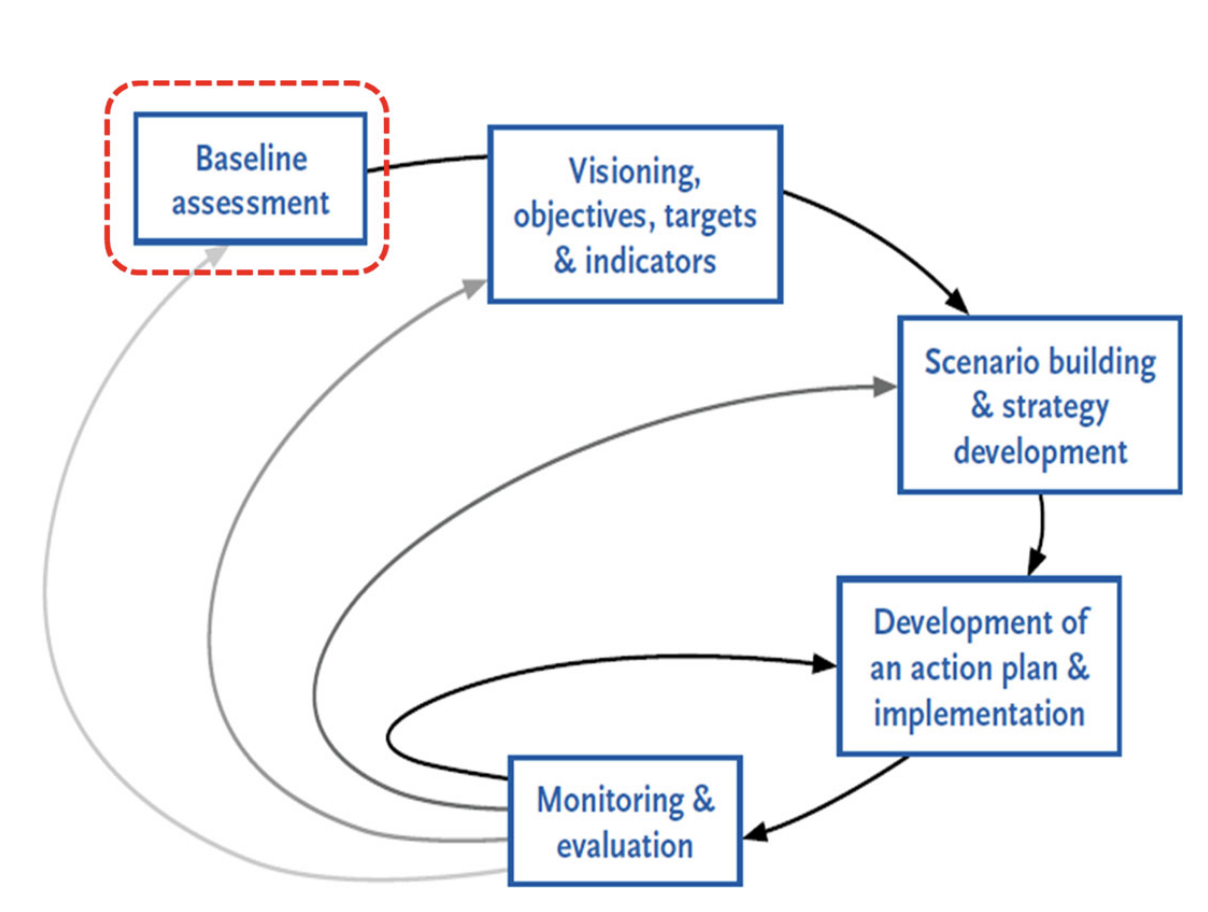 Baseline
assessment
Visioning,
objectives, targets
& indicators
Scenario building
& strategy
development
Development of
an action plan &
implementation
Monitoring &
evaluation